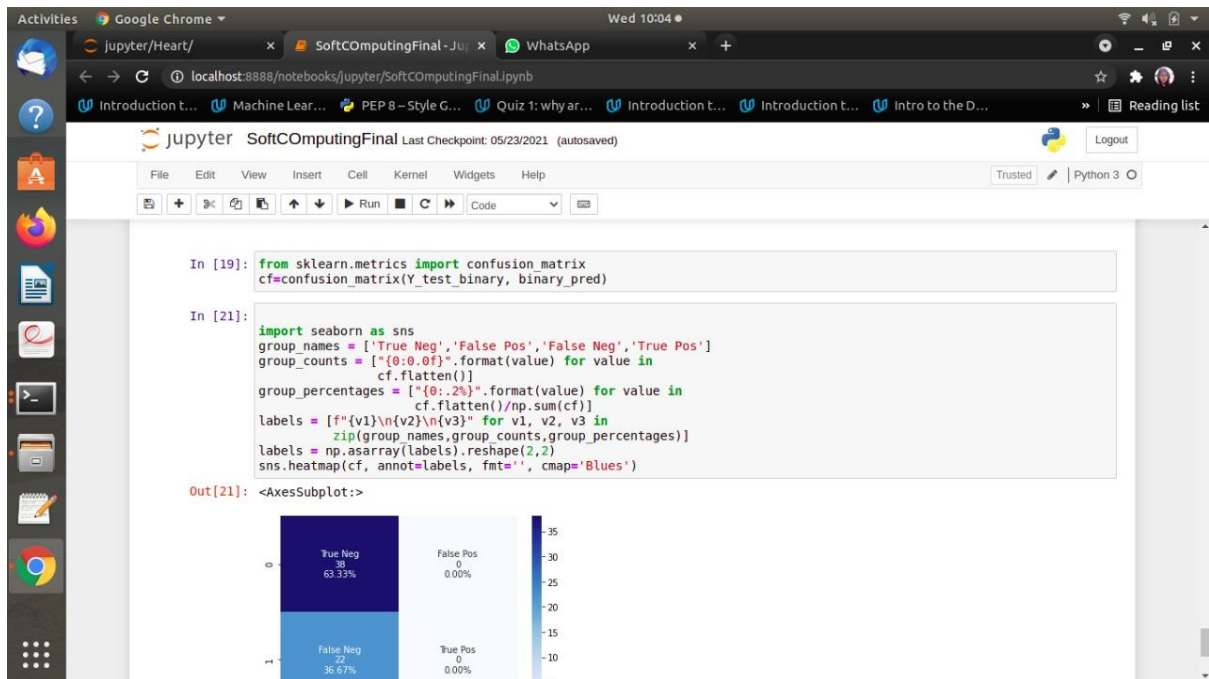 Activities Google Chrome Wed 10:04
jupyter/Heart/ SoftCOmputingFinal - Jup WhatsApp
localhost:8888/notebooks/jupyter/SoftCOmputingFinal.ipynb
Introduction t... Machine Lear... PEP 8 – Style G... Quiz 1: why ar... Introduction t... Introduction t... Intro to the D... » Reading list
jupyter SoftCOmputingFinal Last Checkpoint: 05/23/2021 (autosaved) Logout
File Edit View Insert Cell Kernel Widgets Help Trusted Python 3
Run Code
In [19]: from sklearn.metrics import confusion_matrix
cf=confusion_matrix(Y_test_binary, binary_pred)
In [21]:
import seaborn as sns
group_names = ['True Neg','False Pos','False Neg','True Pos']
group_counts = ["{0:0.0f}".format(value) for value in
cf.flatten()]
group_percentages = ["{0:.2%}".format(value) for value in
cf.flatten()/np.sum(cf)]
labels = [f"{v1}\n{v2}\n{v3}" for v1, v2, v3 in
zip(group_names,group_counts,group_percentages)]
labels = np.asarray(labels).reshape(2,2)
sns.heatmap(cf, annot=labels, fmt='', cmap='Blues')
Out[21]: <AxesSubplot:>
35
True Neg False Pos
0 38 0 30
63.33% 0.00%
25
20
15
False Neg True Pos
1 22 0 10
36.67% 0.00%